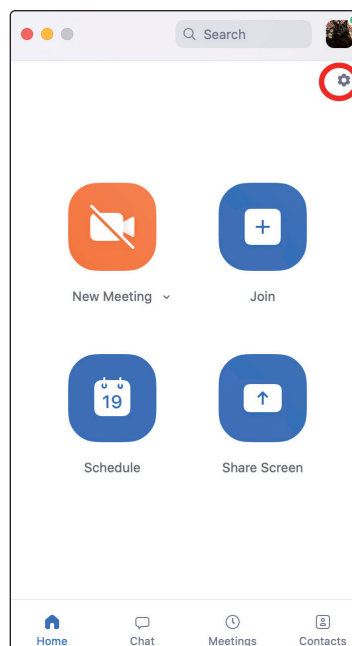 Search
New Meeting
Join
19
Schedule
Share Screen
Home
Chat
Meetings
Contacts